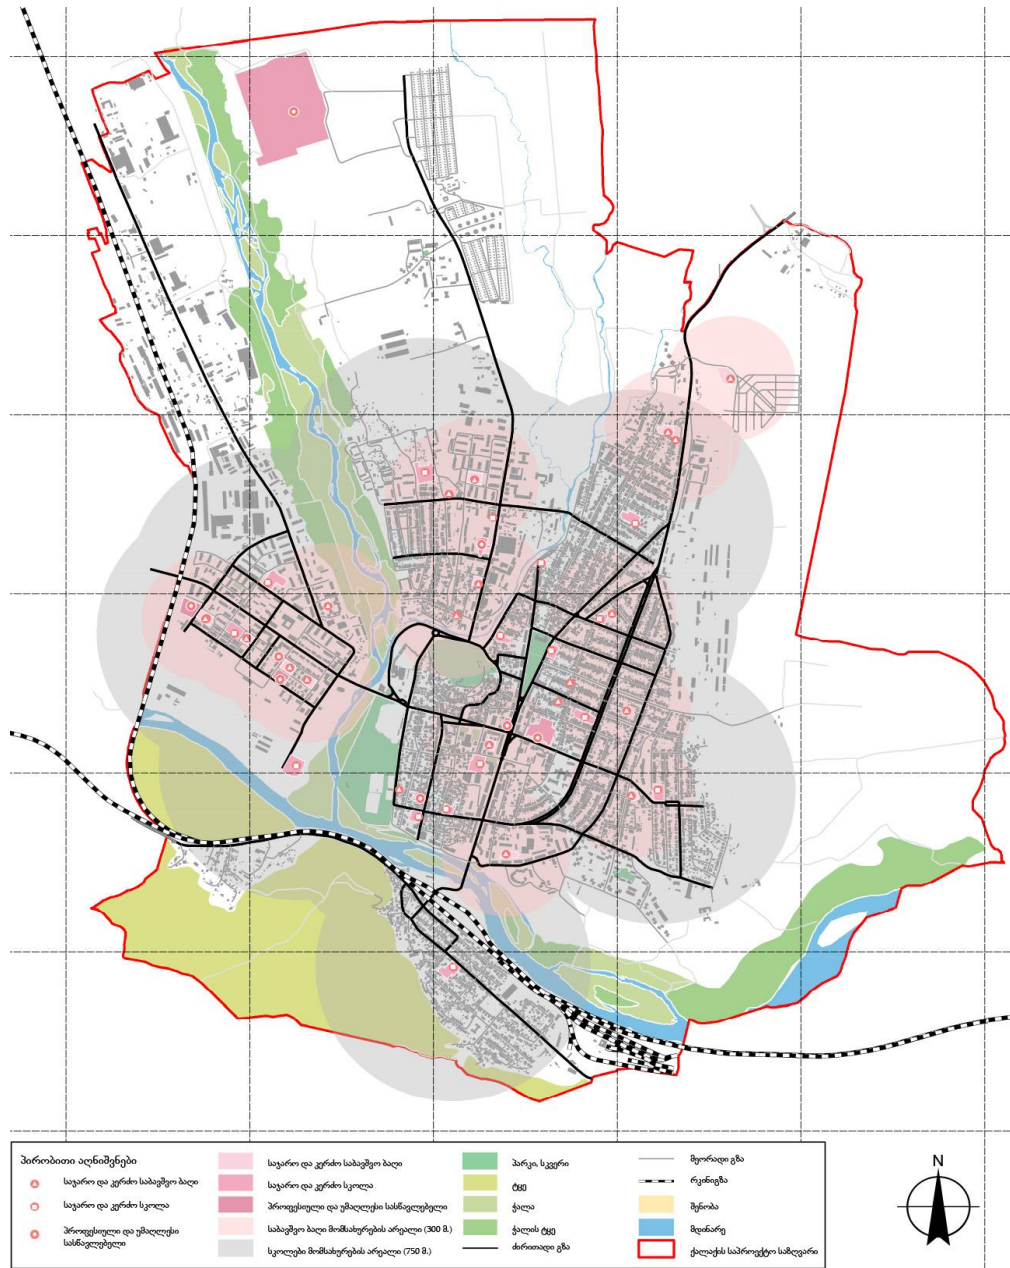 პირობითი აღნიშვნები
საჯარო და კერძო საბავშვო ბაღი
საჯარო და კერძო სკოლა
პროფესიული და უმაღლესი
სასწავლებელი
საჯარო და კერძო საბავშვო ბაღი
საჯარო და კერძო სკოლა
პროფესიული და უმაღლესი სასწავლებელი
საბავშვო ბაღი მომსახურების არეალი (300 მ.)
სკოლები მომსახურების არეალი (750 მ.)
პარკი, სკვერი
ტყე
ჭალა
ჭალის ტყე
ძირითადი გზა
მეორადი გზა
რკინიგზა
შენობა
მდინარე
ქალაქის საპროექტო საზღვარი
N